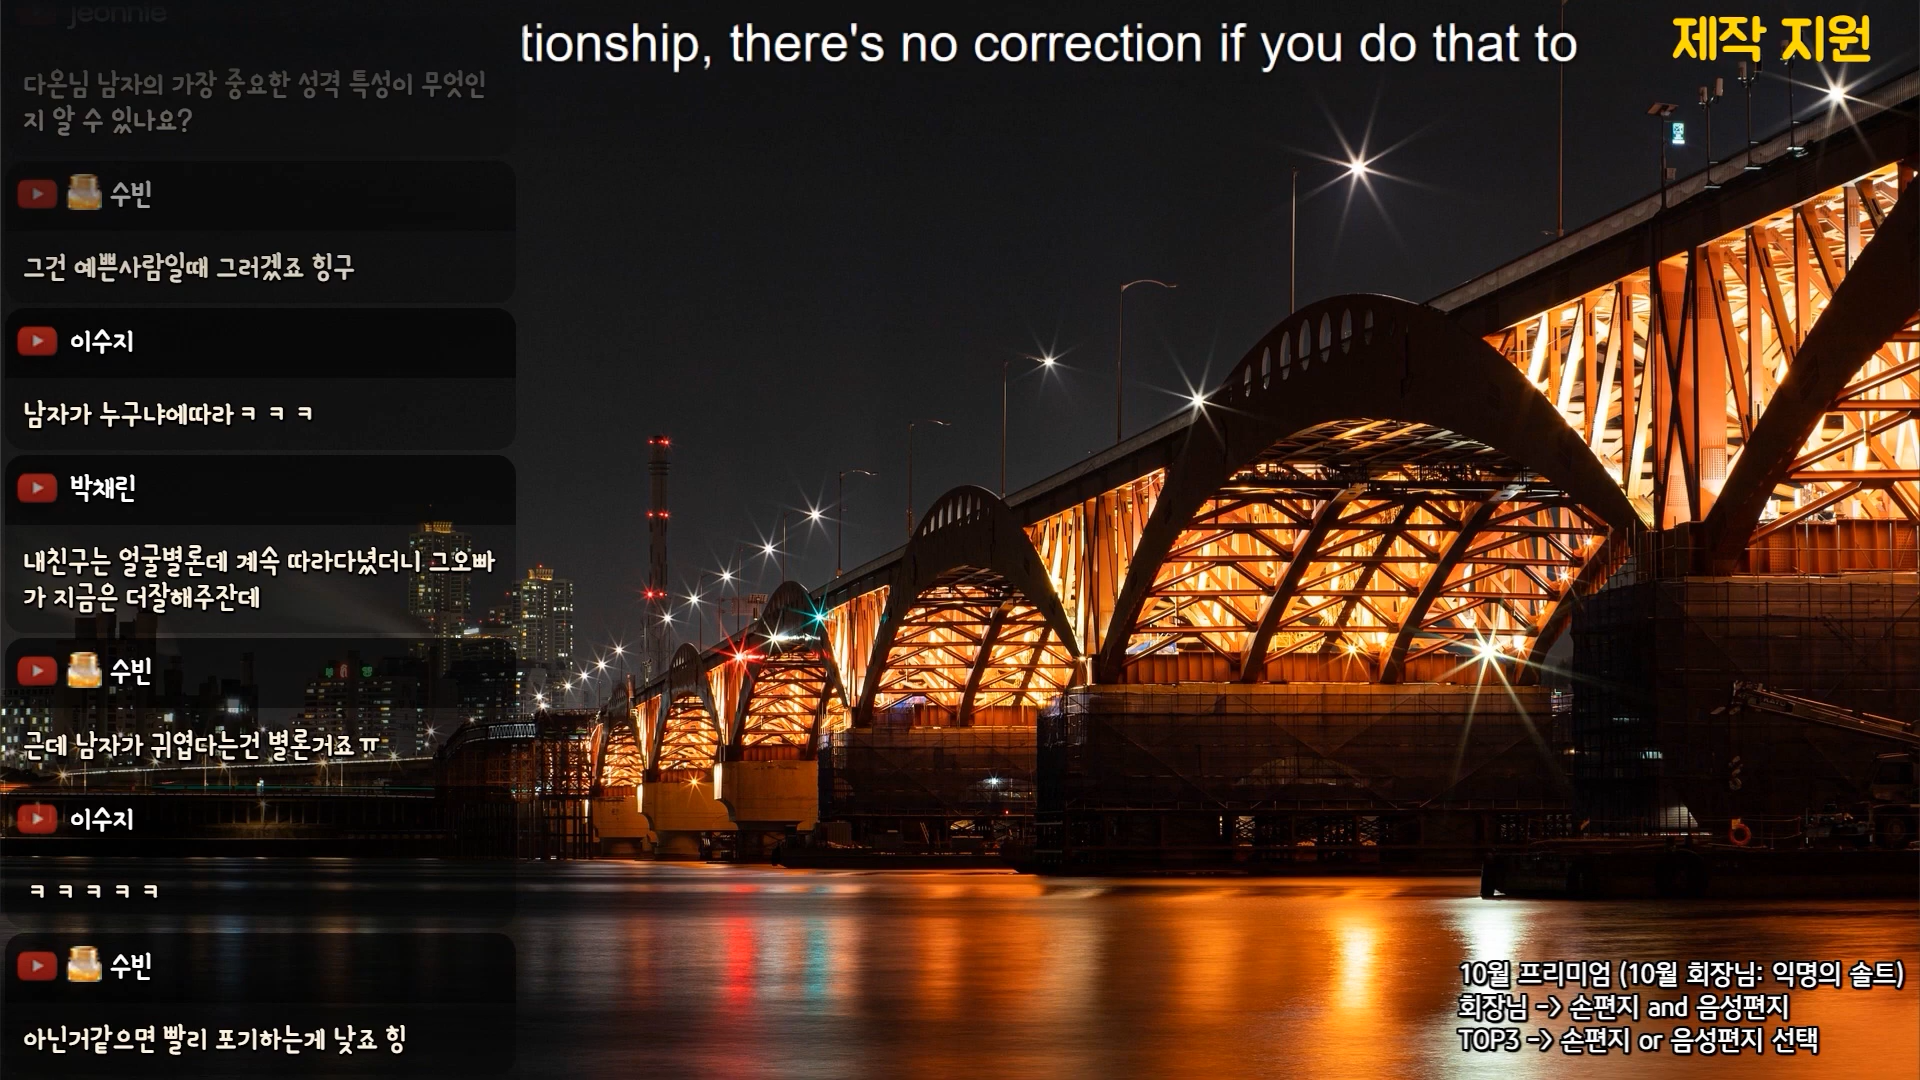 jeonnie
다온님 남자의 가장 중요한 성격 특성이 무엇인
지 알 수 있나요?
수빈
그건 예쁜사람일때 그러겠죠 힝구
이수지
남자가 누구냐에따라ㅋㅋㅋ
박채린
내친구는 얼굴별론데 계속 따라다녔더니 그오빠
가 지금은 더잘해주잔데
수빈
근데 남자가 귀엽다는건 별론거죠ㅠ
이수지
ㅋㅋㅋㅋㅋ
수빈
아닌거같으면 빨리 포기하는게 낮죠 힝
tionship, there's no correction if you do that to
제작 지원
10월 프리미엄 (10월 회장님: 익명의 솔트)
회장님 -> 손편지 and 음성편지
TOP3 -> 손편지 or 음성편지 선택